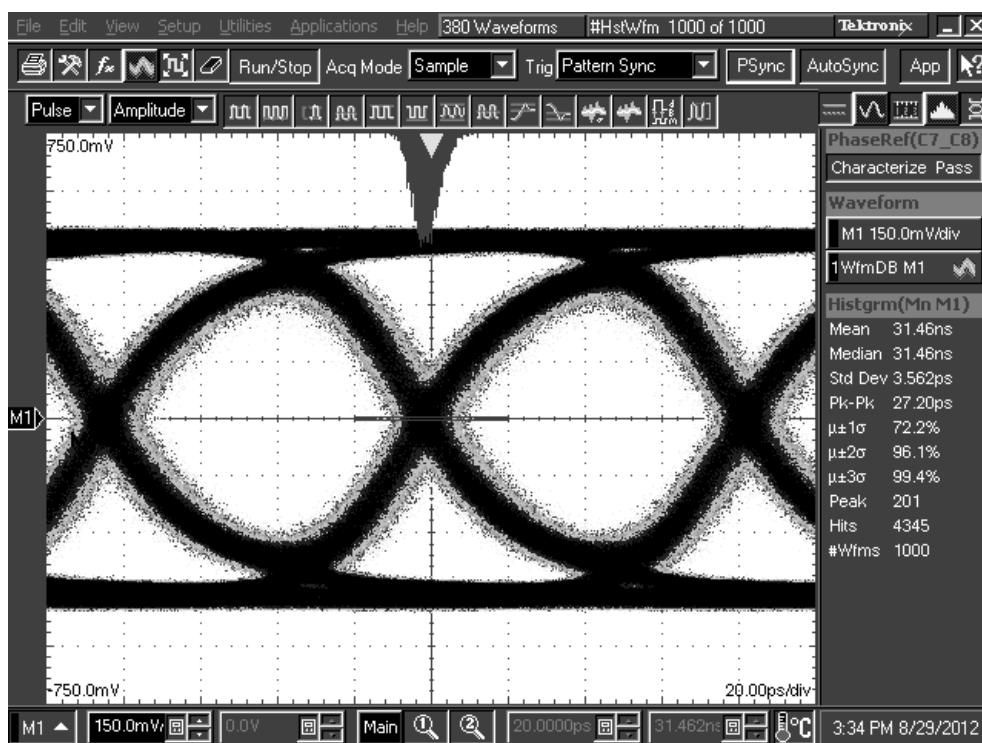 File Edit View Setup Utilities Applications Help 380 Waveforms #HstWfm 1000 of 1000 Tektronix
Run/Stop Acq Mode Sample Trig Pattern Sync PSync AutoSync App
Pulse Amplitude
750.0mV
PhaseRef(C7_C8)
Characterize Pass
Waveform
M1 150.0mV/div
1WfmDB M1
Histgrm(Mn M1)
Mean 31.46ns
Median 31.46ns
Std Dev 3.562ps
Pk-Pk 27.20ps
µ±1σ 72.2%
µ±2σ 96.1%
µ±3σ 99.4%
Peak 201
Hits 4345
#Wfms 1000
M1
-750.0mV 20.00ps/div
M1 150.0mV/ 0.0V Main 1 2 20.0000ps 31.462ns °C 3:34 PM 8/29/2012